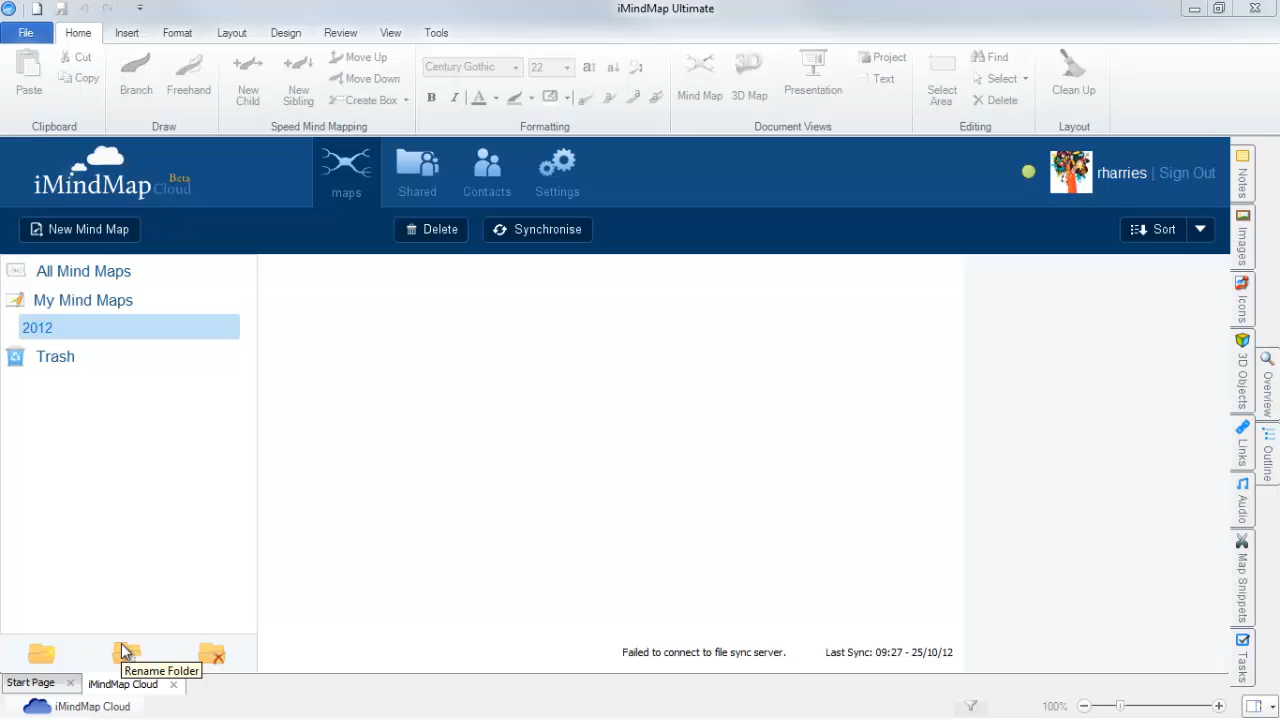 iMindMap Ultimate
File Home Insert Format Layout Design Review View Tools
Paste Cut Copy Branch Freehand New Child New Sibling Move Up Move Down Create Box Century Gothic 22 B I A Mind Map 3D Map Presentation Project Text Select Area Find Select Delete Clean Up
Clipboard Draw Speed Mind Mapping Formatting Document Views Editing Layout
iMindMap Cloud Beta maps Shared Contacts Settings rharries | Sign Out
New Mind Map Delete Synchronise Sort
All Mind Maps
My Mind Maps
2012
Trash
Notes
Images
Icons
3D Objects
Links
Audio
Map Snippets
Tasks
Overview
Outline
Failed to connect to file sync server. Last Sync: 09:27 - 25/10/12
Rename Folder
Start Page iMindMap Cloud
iMindMap Cloud 100%